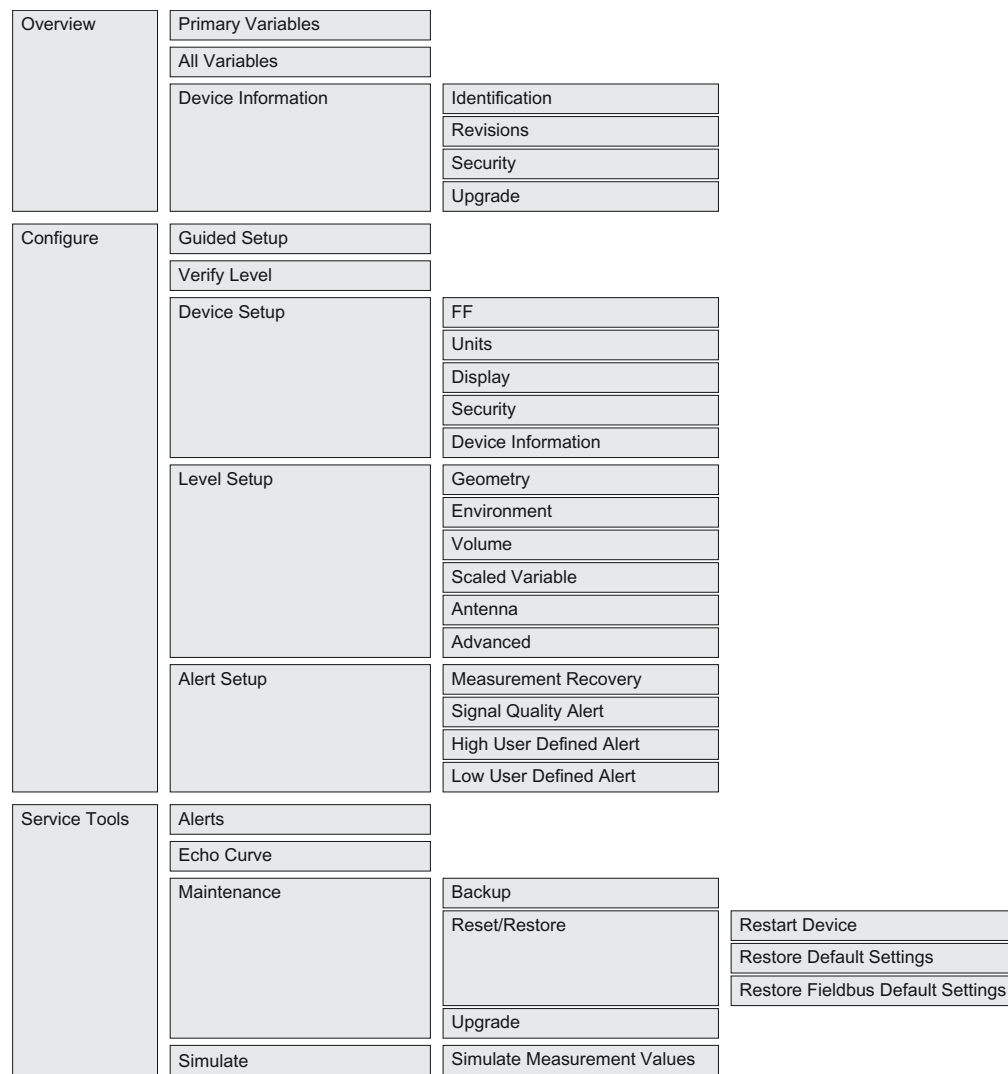 Overview
Primary Variables
All Variables
Device Information
Identification
Revisions
Security
Upgrade
Configure
Guided Setup
Verify Level
Device Setup
FF
Units
Display
Security
Device Information
Level Setup
Geometry
Environment
Volume
Scaled Variable
Antenna
Advanced
Alert Setup
Measurement Recovery
Signal Quality Alert
High User Defined Alert
Low User Defined Alert
Service Tools
Alerts
Echo Curve
Maintenance
Backup
Reset/Restore
Restart Device
Restore Default Settings
Restore Fieldbus Default Settings
Upgrade
Simulate
Simulate Measurement Values